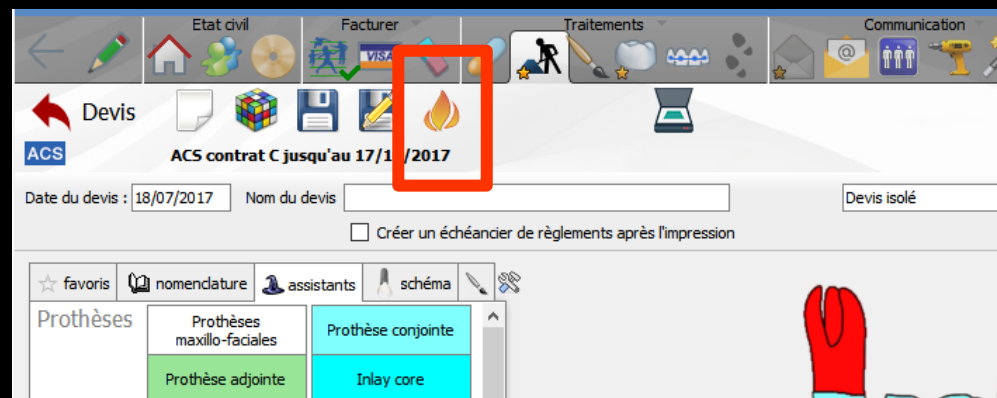 Etat civil
Facturer
Traitements
Communication
VISA
@
Devis
ACS
ACS contrat C jusqu'au 17/1 /2017
Date du devis : 18/07/2017 Nom du devis
Devis isolé
Créer un échéancier de règlements après l'impression
favoris nomenclature assistants schéma
Prothèses
Prothèses
maxillo-faciales
Prothèse conjointe
Prothèse adjointe
Inlay core